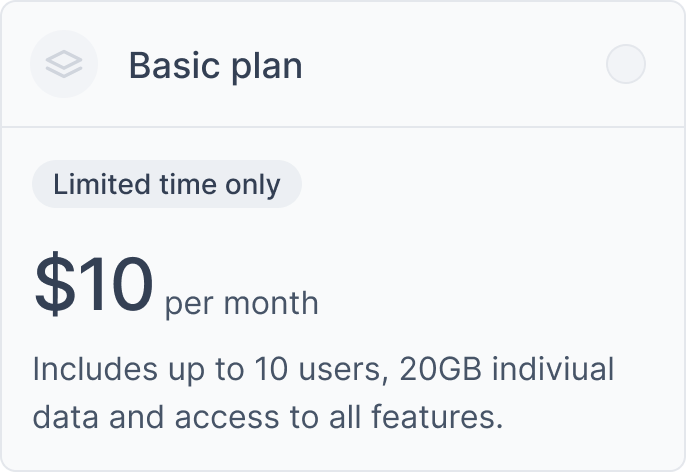 Basic plan
Limited time only
$10 per month
Includes up to 10 users, 20GB indiviual
data and access to all features.